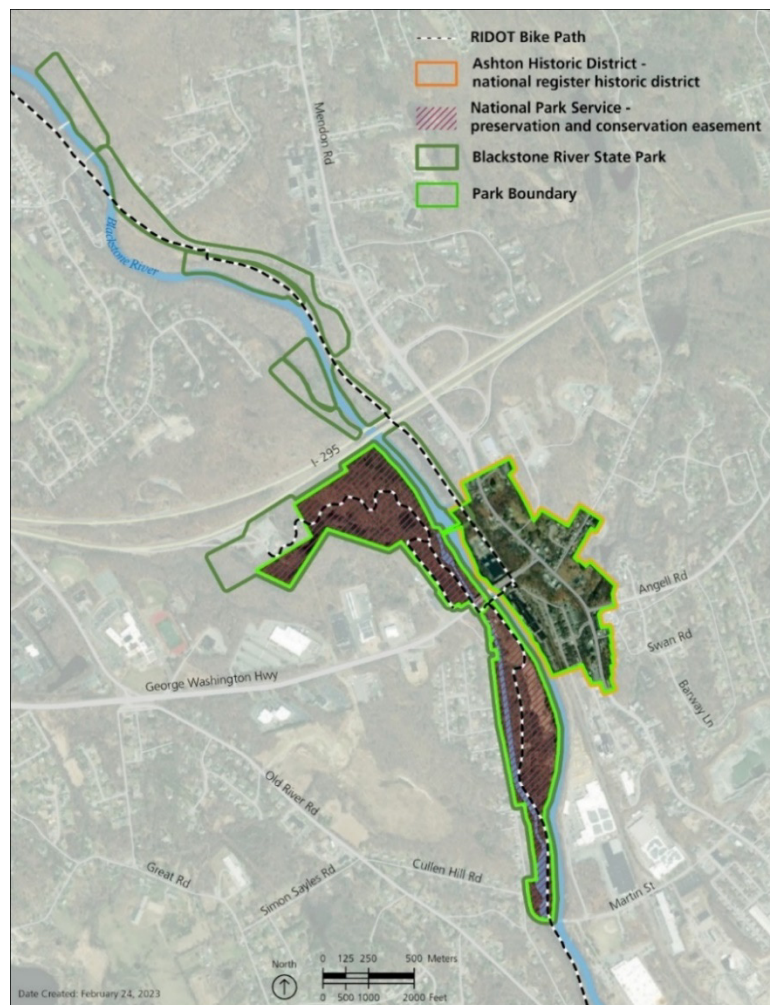 RIDOT Bike Path
Ashton Historic District -
national register historic district
National Park Service -
preservation and conservation easement
Blackstone River State Park
Park Boundary
Mendon Rd
Blackstone River
I- 295
Angell Rd
Swan Rd
Barway Ln
George Washington Hwy
Old River Rd
Great Rd
Simon Sayles Rd
Cullen Hill Rd
Martin St
North
0 125 250 500 Meters
0 500 1000 2000 Feet
Date Created: February 24, 2023